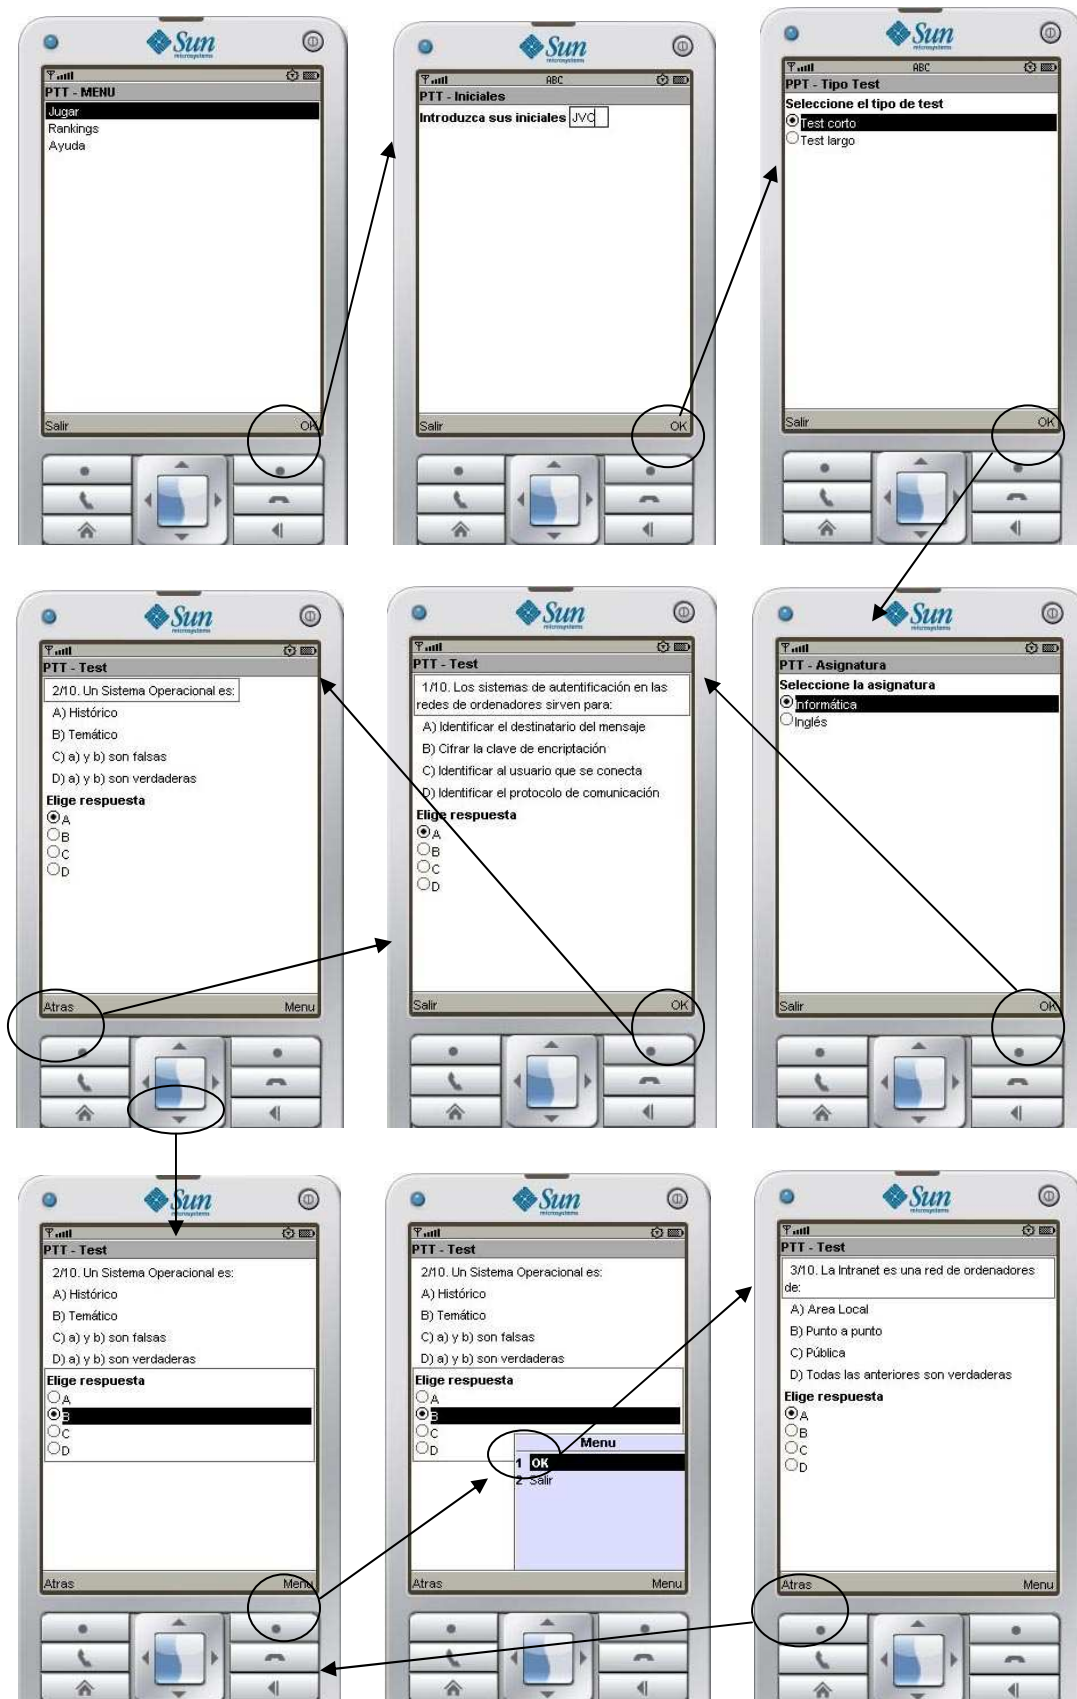 Sun
microsystems
PTT - MENU
Jugar
Rankings
Ayuda
Salir
OK
Sun
microsystems
ABC
PTT - Iniciales
Introduzca sus iniciales JVC
Salir
OK
Sun
microsystems
ABC
PPT - Tipo Test
Seleccione el tipo de test
Test corto
Test largo
Salir
OK
Sun
microsystems
PTT - Test
2/10. Un Sistema Operacional es:
A) Histórico
B) Temático
C) a) y b) son falsas
D) a) y b) son verdaderas
Elige respuesta
A
B
C
D
Atras
Menu
Sun
microsystems
PTT - Test
1/10. Los sistemas de autentificación en las
redes de ordenadores sirven para:
A) Identificar el destinatario del mensaje
B) Cifrar la clave de encriptación
C) Identificar al usuario que se conecta
D) Identificar el protocolo de comunicación
Elige respuesta
A
B
C
D
Salir
OK
Sun
microsystems
PTT - Asignatura
Seleccione la asignatura
Informática
Inglés
Salir
OK
Sun
microsystems
PTT - Test
2/10. Un Sistema Operacional es:
A) Histórico
B) Temático
C) a) y b) son falsas
D) a) y b) son verdaderas
Elige respuesta
A
B
C
D
Atras
Menu
Sun
microsystems
PTT - Test
2/10. Un Sistema Operacional es:
A) Histórico
B) Temático
C) a) y b) son falsas
D) a) y b) son verdaderas
Elige respuesta
A
B
C
D
Menu
1 OK
2 Salir
Atras
Menu
Sun
microsystems
PTT - Test
3/10. La Intranet es una red de ordenadores
de:
A) Area Local
B) Punto a punto
C) Pública
D) Todas las anteriores son verdaderas
Elige respuesta
A
B
C
D
Atras
Menu